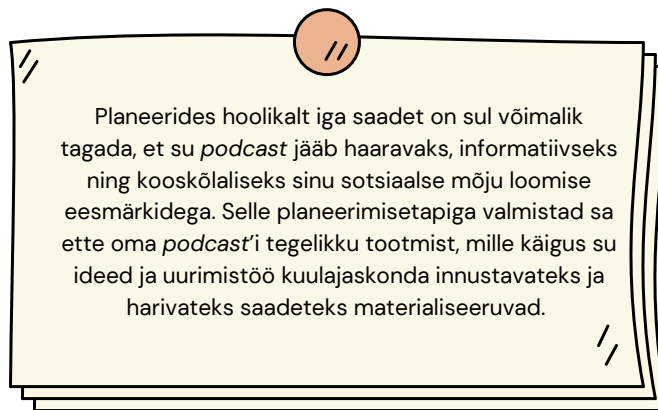 Planeerides hoolikalt iga saadet on sul võimalik
tagada, et su podcast jääb haaravaks, informatiivseks
ning kooskõlaliseks sinu sotsiaalse mõju loomise
eesmärkidega. Selle planeerimisetapiga valmistad sa
ette oma podcast’i tegelikku tootmist, mille käigus su
ideed ja uurimistöö kuulajaskonda innustavateks ja
harivateks saadeteks materialiseeruvad.